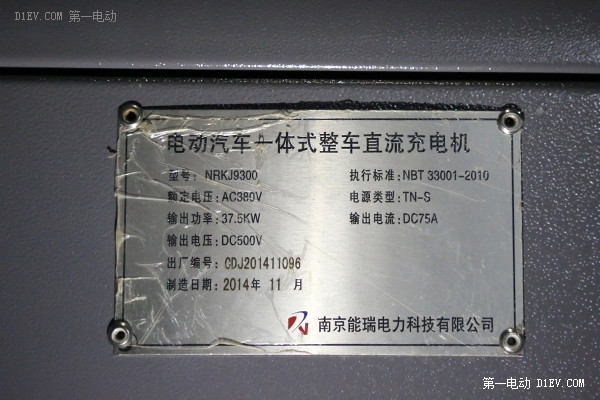 D1EV.COM 第一电动
电动汽车一体式整车直流充电机
型号: NRKJ9300 执行标准: NBT 33001-2010
额定电压: AC380V 电源类型: TN-S
输出功率: 37.5KW 输出电流: DC75A
输出电压: DC500V
出厂编号: CDJ201411096
制造日期: 2014年 11 月
南京能瑞电力科技有限公司
第一电动 D1EV.COM